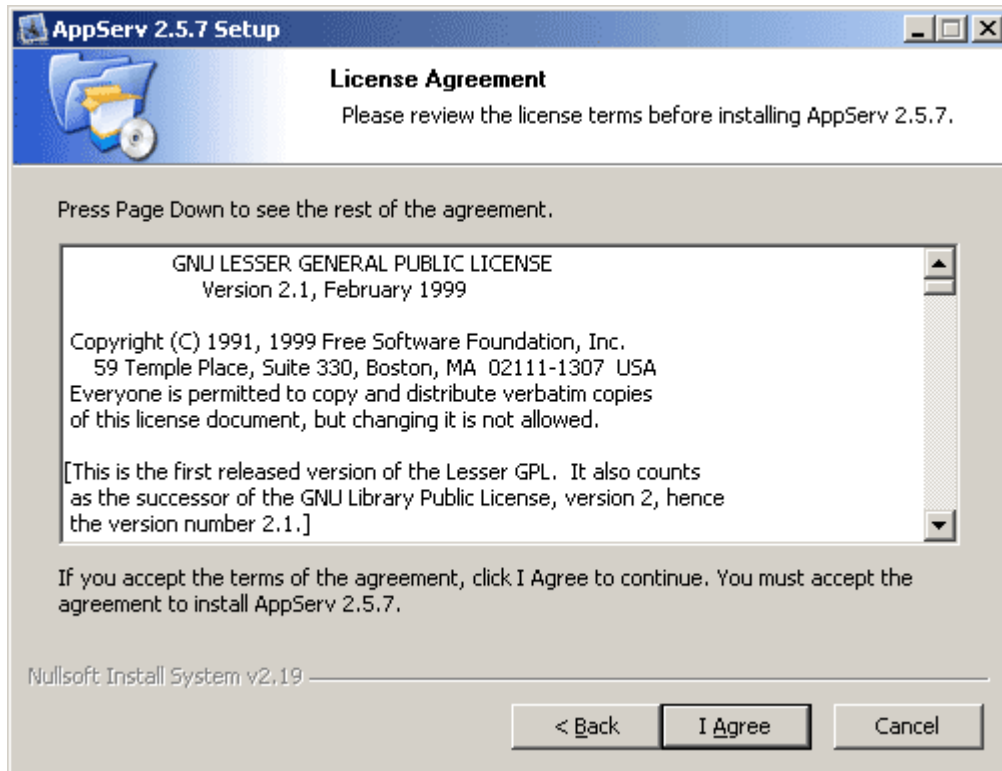 AppServ 2.5.7 Setup
License Agreement
Please review the license terms before installing AppServ 2.5.7.
Press Page Down to see the rest of the agreement.
GNU LESSER GENERAL PUBLIC LICENSE
Version 2.1, February 1999
Copyright (C) 1991, 1999 Free Software Foundation, Inc.
59 Temple Place, Suite 330, Boston, MA  02111-1307  USA
Everyone is permitted to copy and distribute verbatim copies
of this license document, but changing it is not allowed.
[This is the first released version of the Lesser GPL.  It also counts
as the successor of the GNU Library Public License, version 2, hence
the version number 2.1.]
If you accept the terms of the agreement, click I Agree to continue. You must accept the
agreement to install AppServ 2.5.7.
Nullsoft Install System v2.19
< Back
I Agree
Cancel